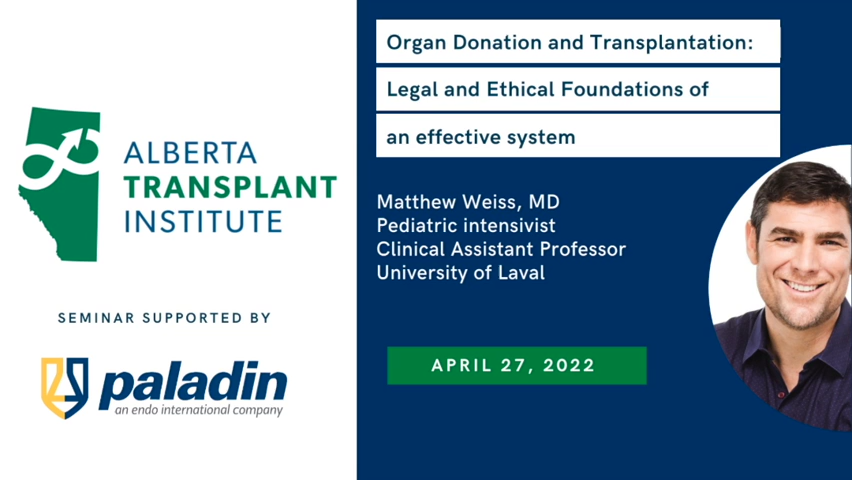 ALBERTA
TRANSPLANT
INSTITUTE
SEMINAR SUPPORTED BY
paladin
an endo international company
Organ Donation and Transplantation:
Legal and Ethical Foundations of
an effective system
Matthew Weiss, MD
Pediatric intensivist
Clinical Assistant Professor
University of Laval
APRIL 27, 2022